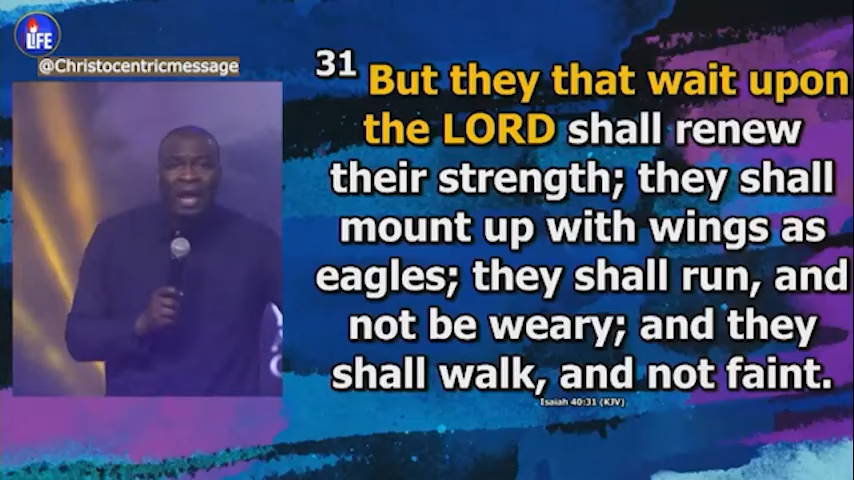 LIFE
@Christocentricmessage
31 But they that wait upon
the LORD shall renew
their strength; they shall
mount up with wings as
eagles; they shall run, and
not be weary; and they
shall walk, and not faint.
Isaiah 40:31 (KJV)